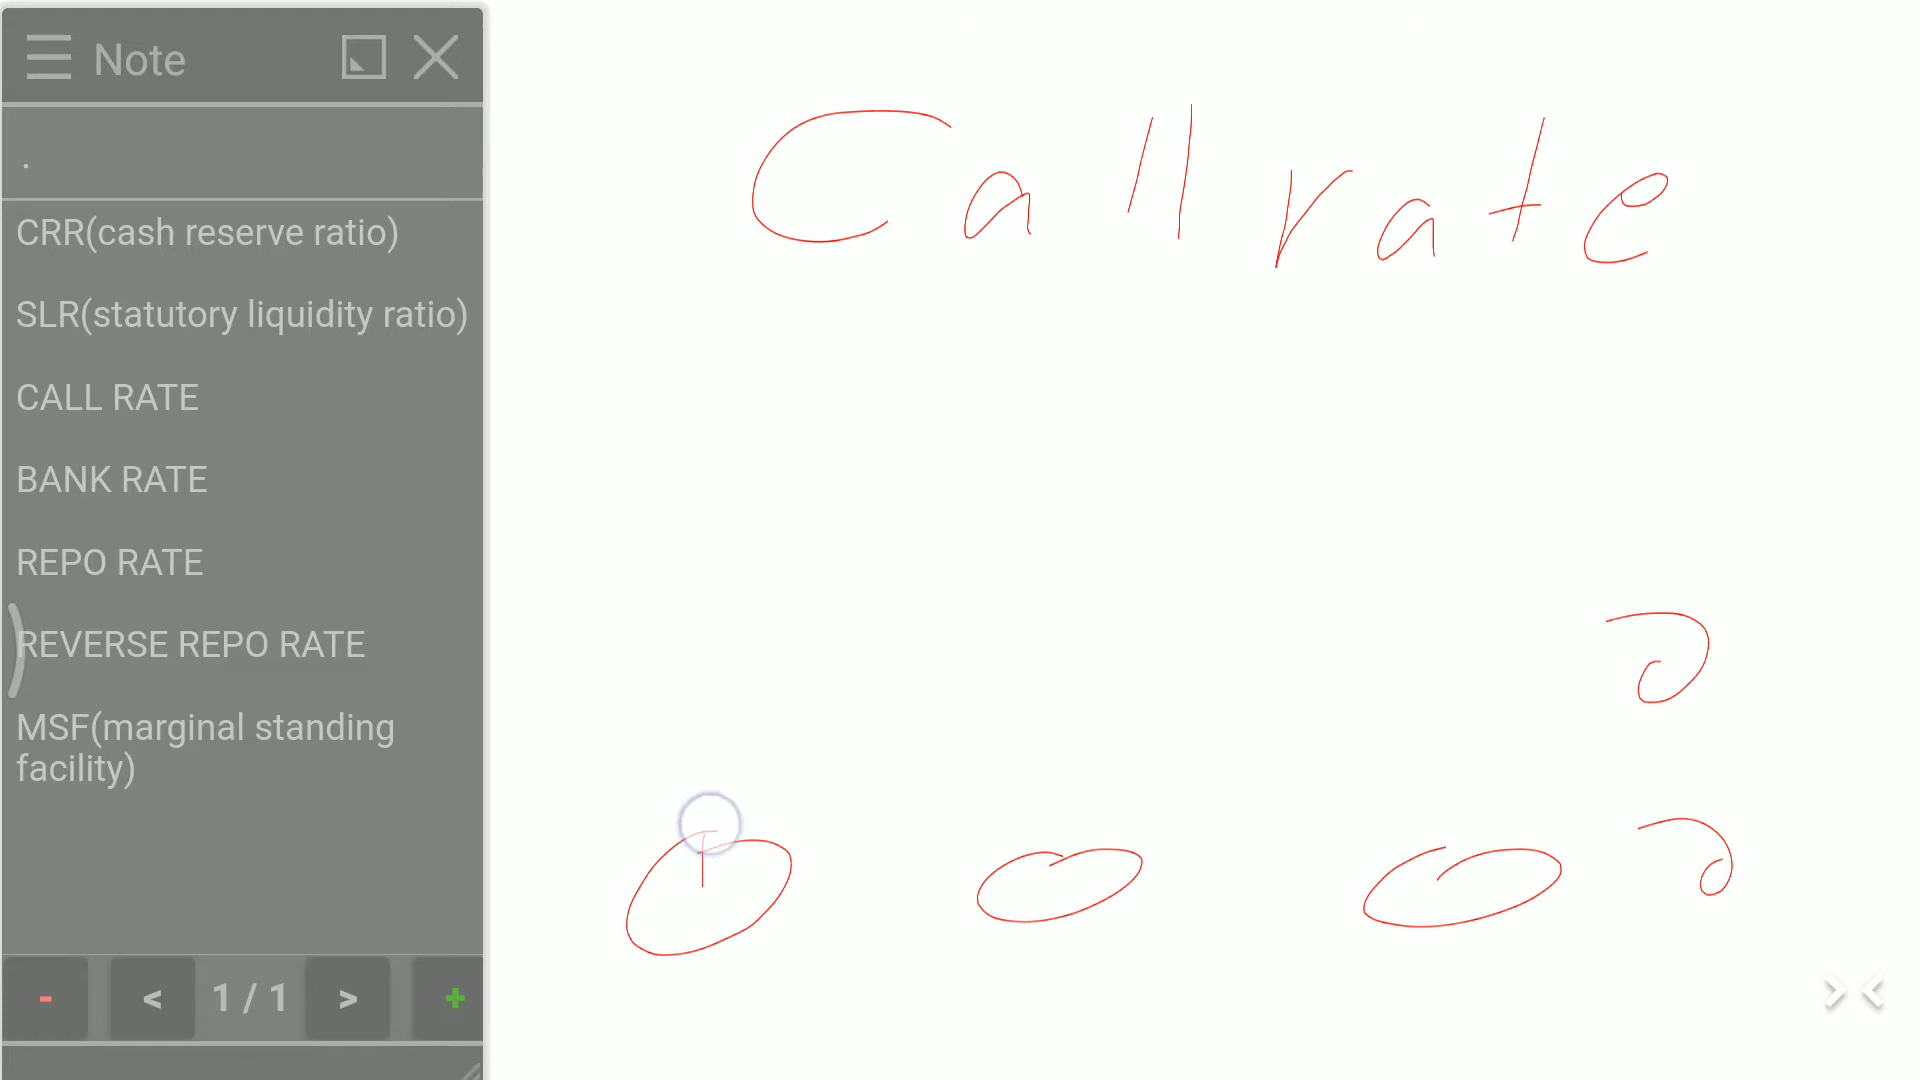 Note
.
CRR(cash reserve ratio)
SLR(statutory liquidity ratio)
CALL RATE
BANK RATE
REPO RATE
REVERSE REPO RATE
MSF(marginal standing
facility)
- < 1 / 1 > +
Call rate